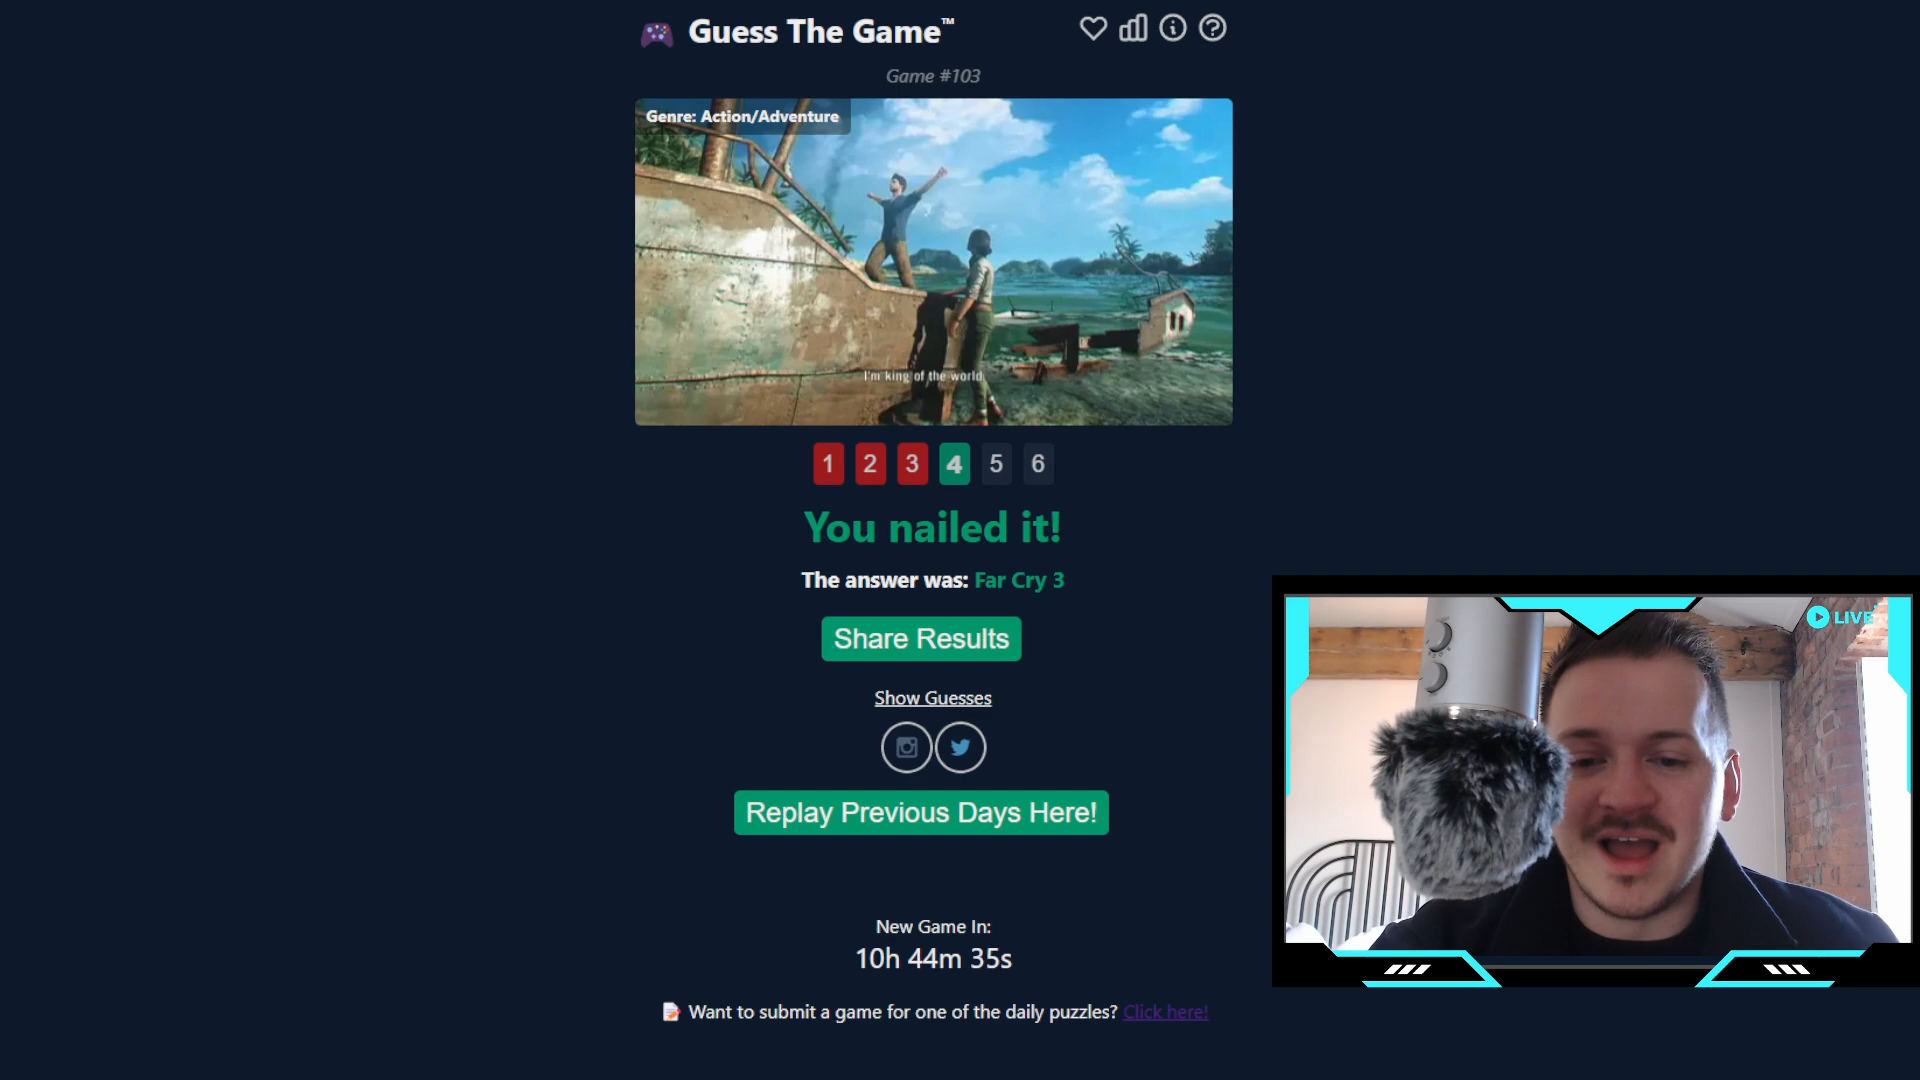 Guess The Game™
Game #103
Genre: Action/Adventure
I'm king of the world.
1 2 3 4 5 6
You nailed it!
The answer was: Far Cry 3
Share Results
Show Guesses
Replay Previous Days Here!
LIVE
New Game In:
10h 44m 35s
Want to submit a game for one of the daily puzzles? Click here!